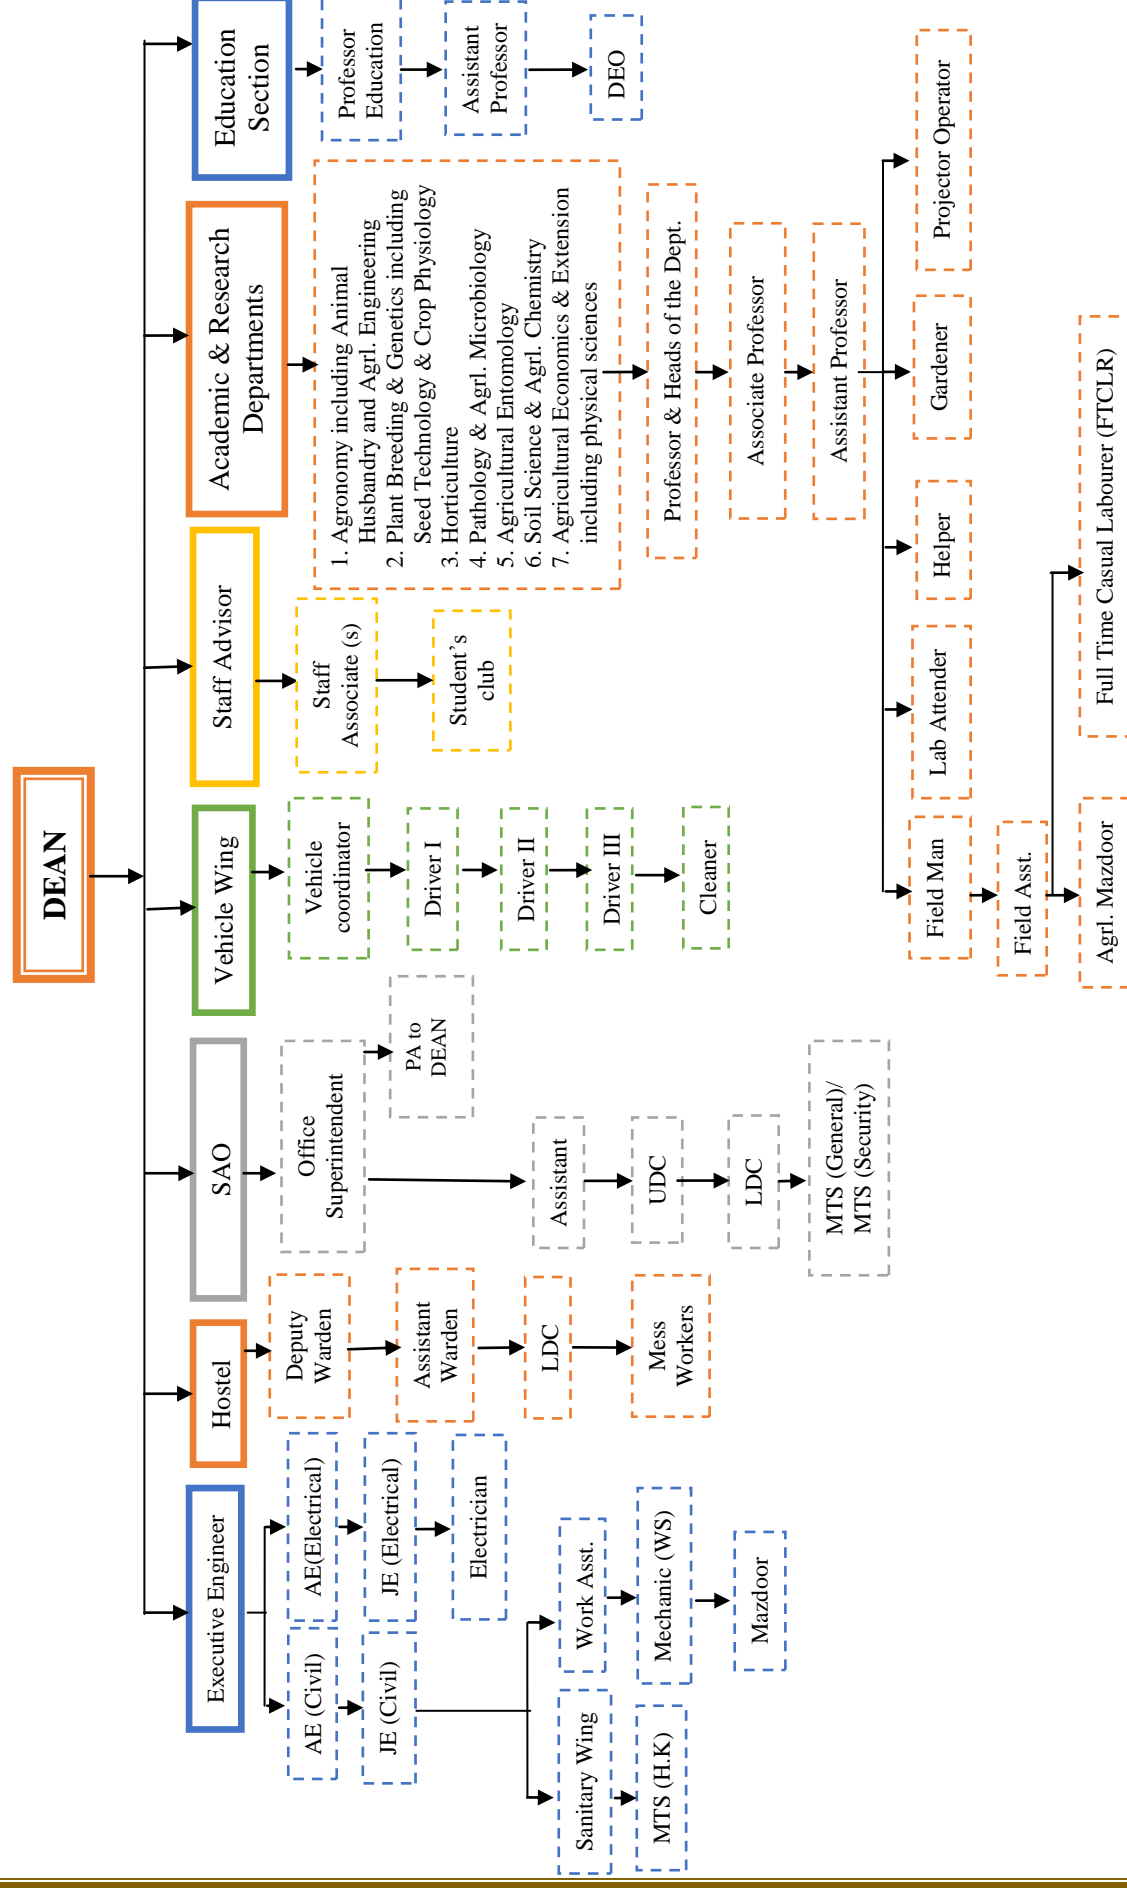 DEAN
Executive Engineer
Hostel
SAO
Vehicle Wing
Staff Advisor
Academic & Research
Departments
Education
Section
AE (Civil)
AE(Electrical)
JE (Civil)
JE (Electrical)
Electrician
Sanitary Wing
Work Asst.
MTS (H.K)
Mechanic (WS)
Mazdoor
Deputy
Warden
Assistant
Warden
LDC
Mess
Workers
Office
Superintendent
PA to
DEAN
Assistant
UDC
LDC
MTS (General)/
MTS (Security)
Vehicle
coordinator
Driver I
Driver II
Driver III
Cleaner
Staff
Associate (s)
Student's
club
1. Agronomy including Animal
Husbandry and Agrl. Engineering
2. Plant Breeding & Genetics including
Seed Technology & Crop Physiology
3. Horticulture
4. Pathology & Agrl. Microbiology
5. Agricultural Entomology
6. Soil Science & Agrl. Chemistry
7. Agricultural Economics & Extension
including physical sciences
Professor & Heads of the Dept.
Associate Professor
Assistant Professor
Field Man
Lab Attender
Helper
Gardener
Projector Operator
Field Asst.
Agrl. Mazdoor
Full Time Casual Labourer (FTCLR)
Professor
Education
Assistant
Professor
DEO